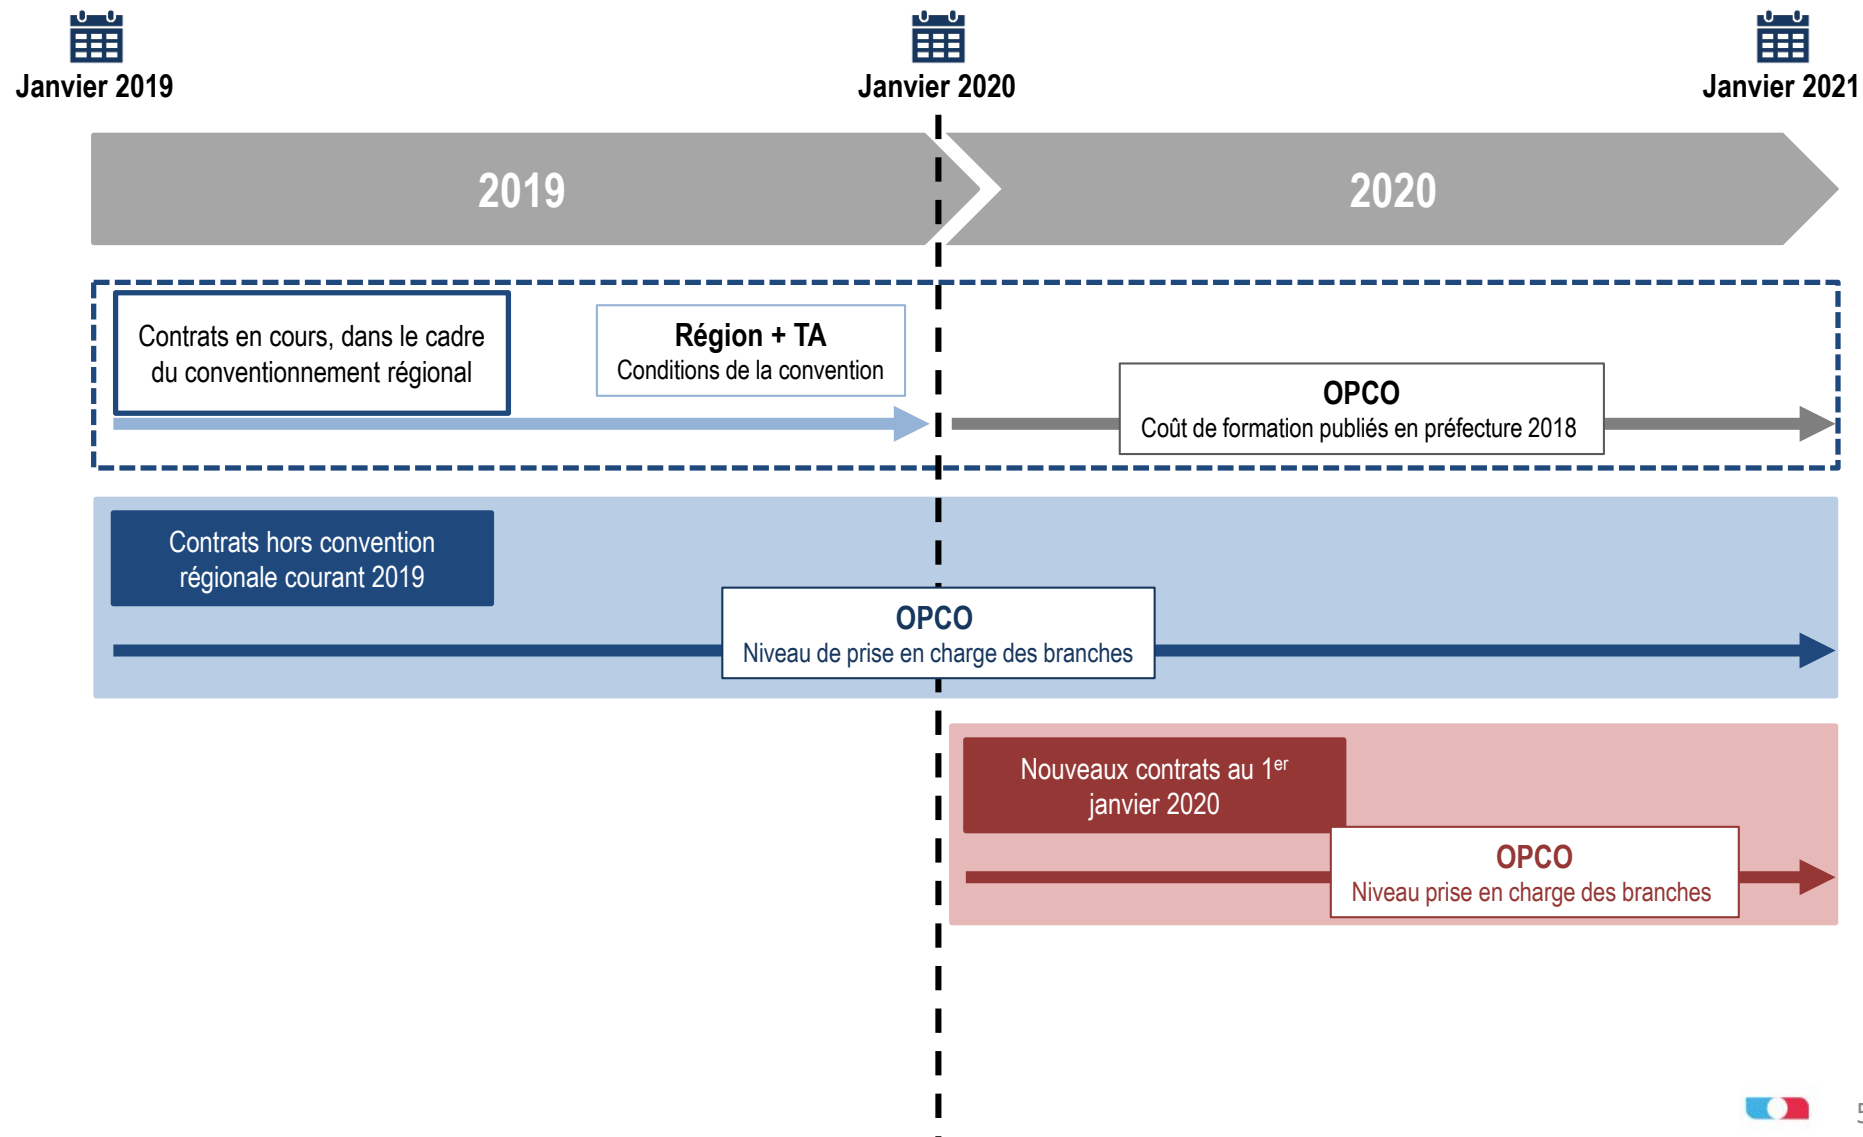 Janvier 2019
Janvier 2020
Janvier 2021
2019
2020
Contrats en cours, dans le cadre
du conventionnement régional
Région + TA
Conditions de la convention
OPCO
Coût de formation publiés en préfecture 2018
Contrats hors convention
régionale courant 2019
OPCO
Niveau de prise en charge des branches
Nouveaux contrats au 1er
janvier 2020
OPCO
Niveau prise en charge des branches
5